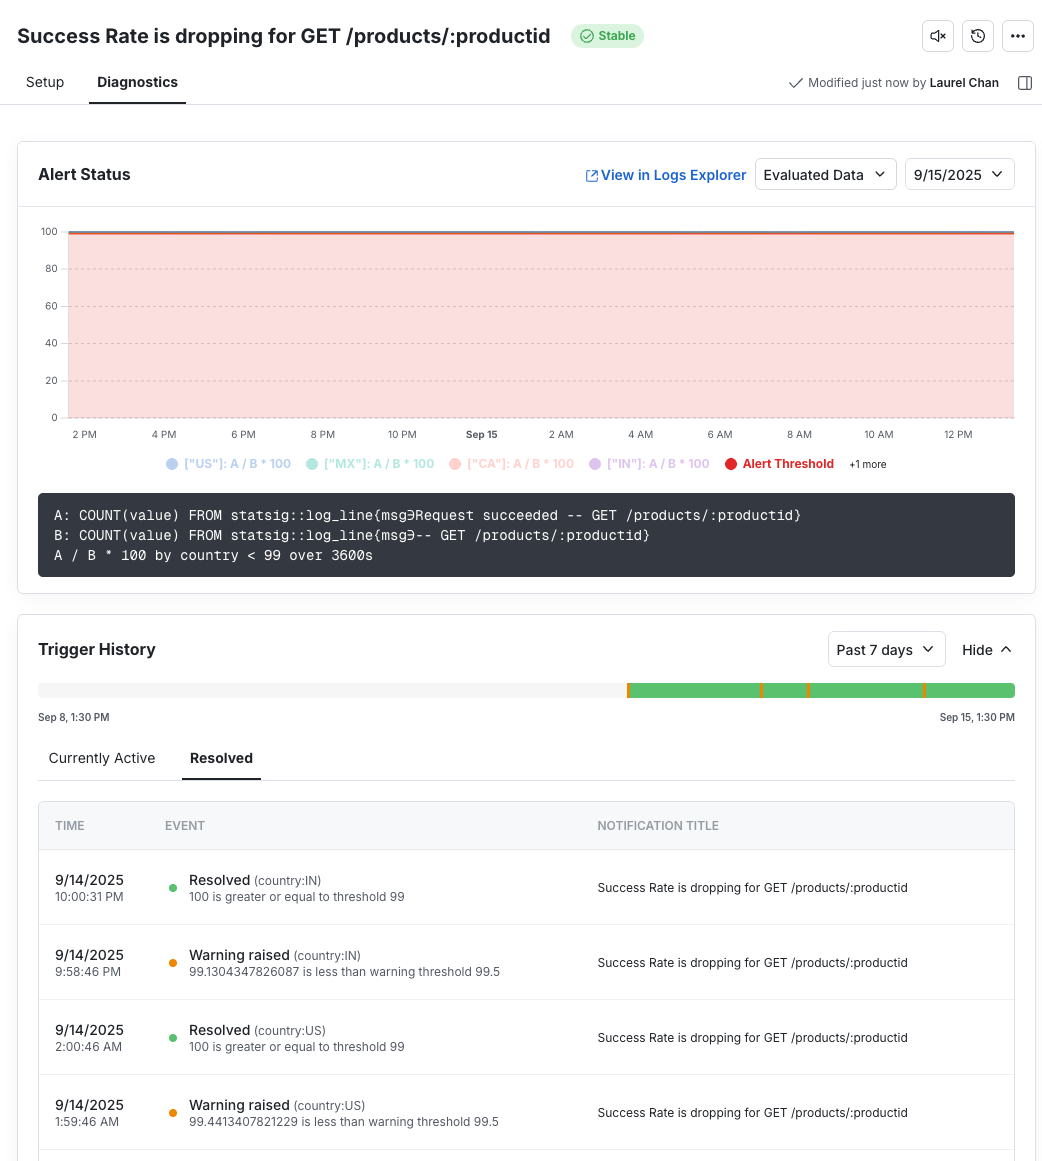 Success Rate is dropping for GET /products/:productid
Stable
Setup
Diagnostics
Modified just now by Laurel Chan
Alert Status
View in Logs Explorer
Evaluated Data
9/15/2025
100
80
60
40
20
0
2 PM
4 PM
6 PM
8 PM
10 PM
Sep 15
2 AM
4 AM
6 AM
8 AM
10 AM
12 PM
["US"]: A / B * 100
["MX"]: A / B * 100
["CA"]: A / B * 100
["IN"]: A / B * 100
Alert Threshold
+1 more
A: COUNT(value) FROM statsig::log_line{msg∋Request succeeded -- GET /products/:productid}
B: COUNT(value) FROM statsig::log_line{msg∋-- GET /products/:productid}
A / B * 100 by country < 99 over 3600s
Trigger History
Past 7 days
Hide
Sep 8, 1:30 PM
Sep 15, 1:30 PM
Currently Active
Resolved
TIME
EVENT
NOTIFICATION TITLE
9/14/2025
10:00:31 PM
Resolved (country:IN)
100 is greater or equal to threshold 99
Success Rate is dropping for GET /products/:productid
9/14/2025
9:58:46 PM
Warning raised (country:IN)
99.1304347826087 is less than warning threshold 99.5
Success Rate is dropping for GET /products/:productid
9/14/2025
2:00:46 AM
Resolved (country:US)
100 is greater or equal to threshold 99
Success Rate is dropping for GET /products/:productid
9/14/2025
1:59:46 AM
Warning raised (country:US)
99.4413407821229 is less than warning threshold 99.5
Success Rate is dropping for GET /products/:productid